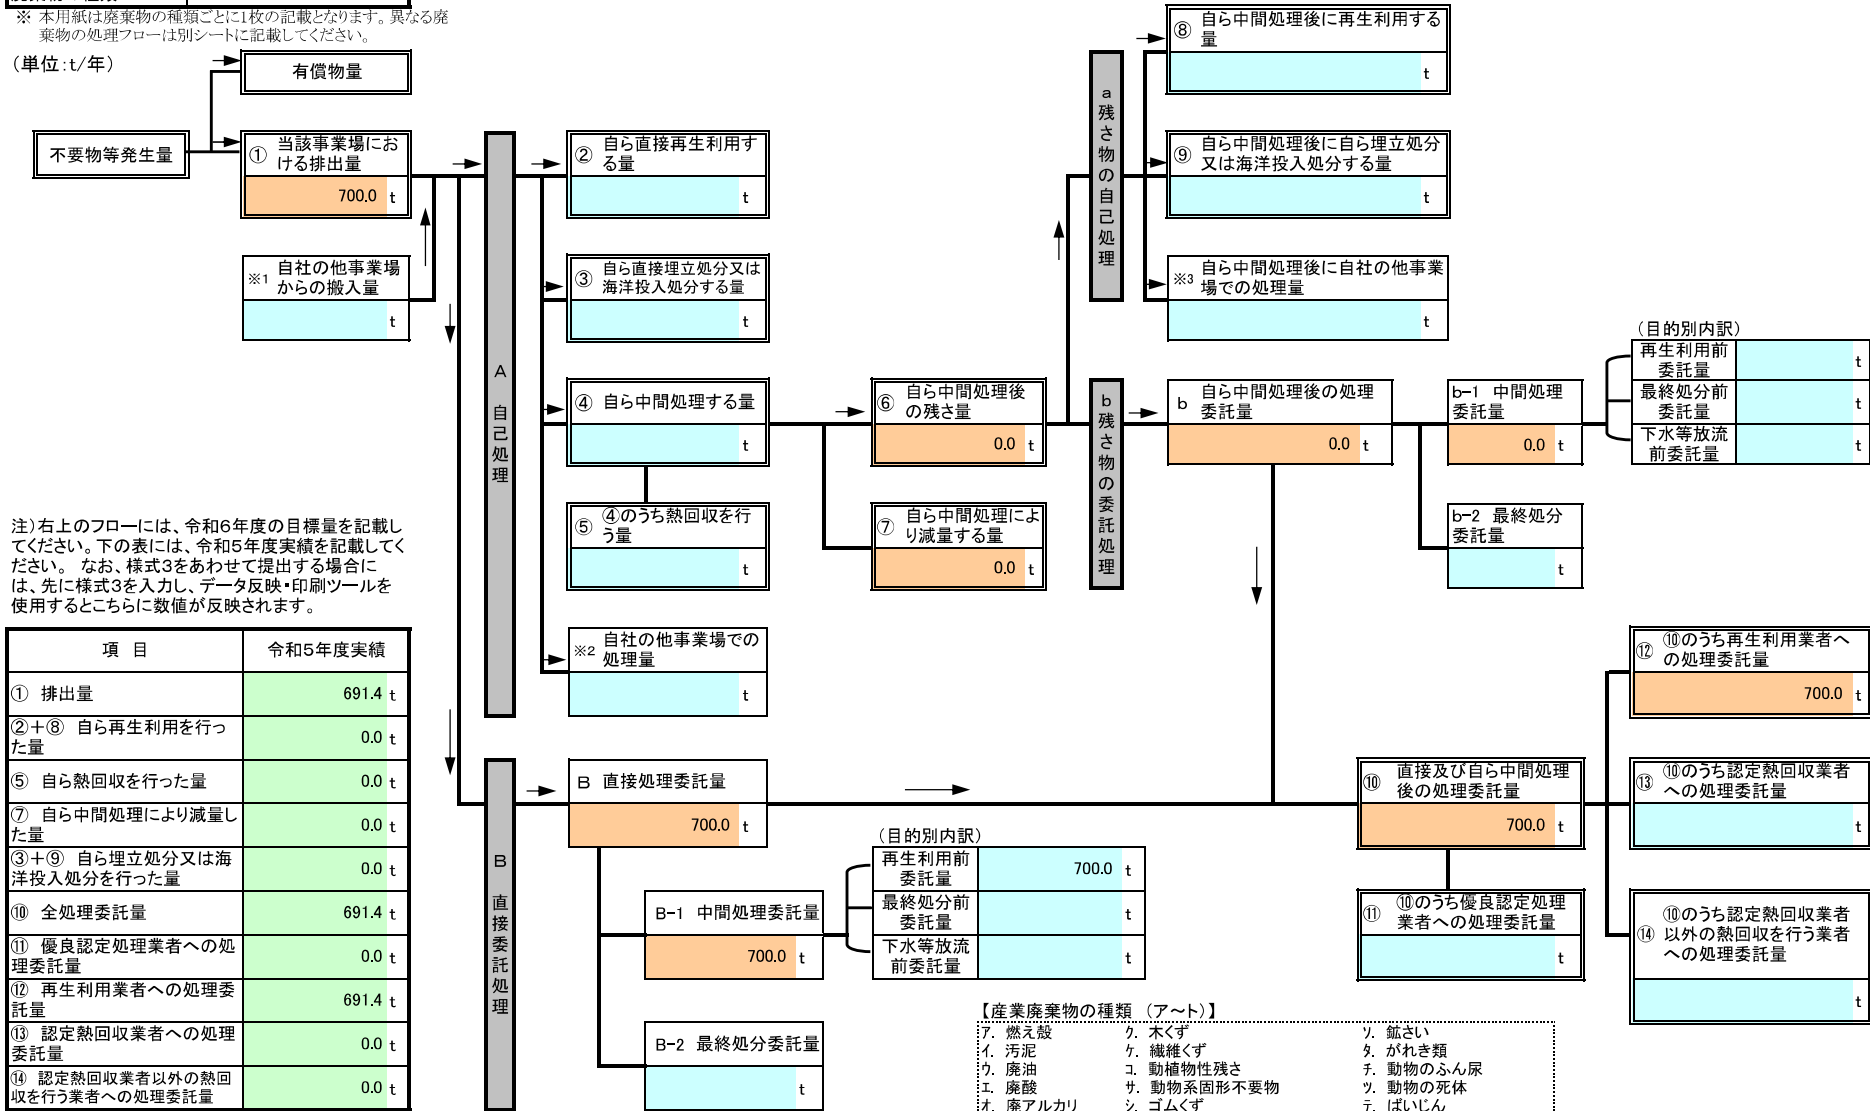 ※ 本用紙は廃棄物の種類ごとに1枚の記載となります。異なる廃
棄物の処理フローは別シートに記載してください。
(単位:t/年)
有償物量
不要物等発生量
① 当該事業場にお
ける排出量
700.0 t
※1 自社の他事業場
からの搬入量
t
A 自己処理
② 自ら直接再生利用す
る量
t
③ 自ら直接埋立処分又は
海洋投入処分する量
t
④ 自ら中間処理する量
t
⑤ ④のうち熱回収を行
う量
t
※2 自社の他事業場での
処理量
t
⑥ 自ら中間処理後
の残さ量
0.0 t
⑦ 自ら中間処理によ
り減量する量
0.0 t
a 残さ物の自己処理
⑧ 自ら中間処理後に再生利用する
量
t
⑨ 自ら中間処理後に自ら埋立処分
又は海洋投入処分する量
t
※3 自ら中間処理後に自社の他事業
場での処理量
t
b 残さ物の委託処理
b 自ら中間処理後の処理
委託量
0.0 t
b-1 中間処理
委託量
0.0 t
b-2 最終処分
委託量
t
(目的別内訳)
再生利用前
委託量
t
最終処分前
委託量
t
下水等放流
前委託量
t
注)右上のフローには、令和6年度の目標量を記載し
てください。下の表には、令和5年度実績を記載してく
ださい。 なお、様式3をあわせて提出する場合に
は、先に様式3を入力し、データ反映・印刷ツールを
使用するとこちらに数値が反映されます。
項 目 令和5年度実績
① 排出量 691.4 t
②+⑧ 自ら再生利用を行っ
た量
0.0 t
⑤ 自ら熱回収を行った量 0.0 t
⑦ 自ら中間処理により減量し
た量
0.0 t
③+⑨ 自ら埋立処分又は海
洋投入処分を行った量
0.0 t
⑩ 全処理委託量 691.4 t
⑪ 優良認定処理業者への処
理委託量
0.0 t
⑫ 再生利用業者への処理委
託量
691.4 t
⑬ 認定熱回収業者への処理
委託量
0.0 t
⑭ 認定熱回収業者以外の熱回
収を行う業者への処理委託量
0.0 t
B 直接委託処理
B 直接処理委託量
700.0 t
B-1 中間処理委託量
700.0 t
B-2 最終処分委託量
t
(目的別内訳)
再生利用前
委託量
700.0 t
最終処分前
委託量
t
下水等放流
前委託量
t
⑩ 直接及び自ら中間処理
後の処理委託量
700.0 t
⑪ ⑩のうち優良認定処理
業者への処理委託量
t
⑫ ⑩のうち再生利用業者へ
の処理委託量
700.0 t
⑬ ⑩のうち認定熱回収業者
への処理委託量
t
⑭ ⑩のうち認定熱回収業者
以外の熱回収を行う業者
への処理委託量
t
【産業廃棄物の種類 (ア~ト)】
ア. 燃え殻 ク. 木くず ソ. 鉱さい
イ. 汚泥 ケ. 繊維くず タ. がれき類
ウ. 廃油 コ. 動植物性残さ チ. 動物のふん尿
エ. 廃酸 サ. 動物系固形不要物 ツ. 動物の死体
オ. 廃アルカリ シ. ゴムくず テ. ばいじん